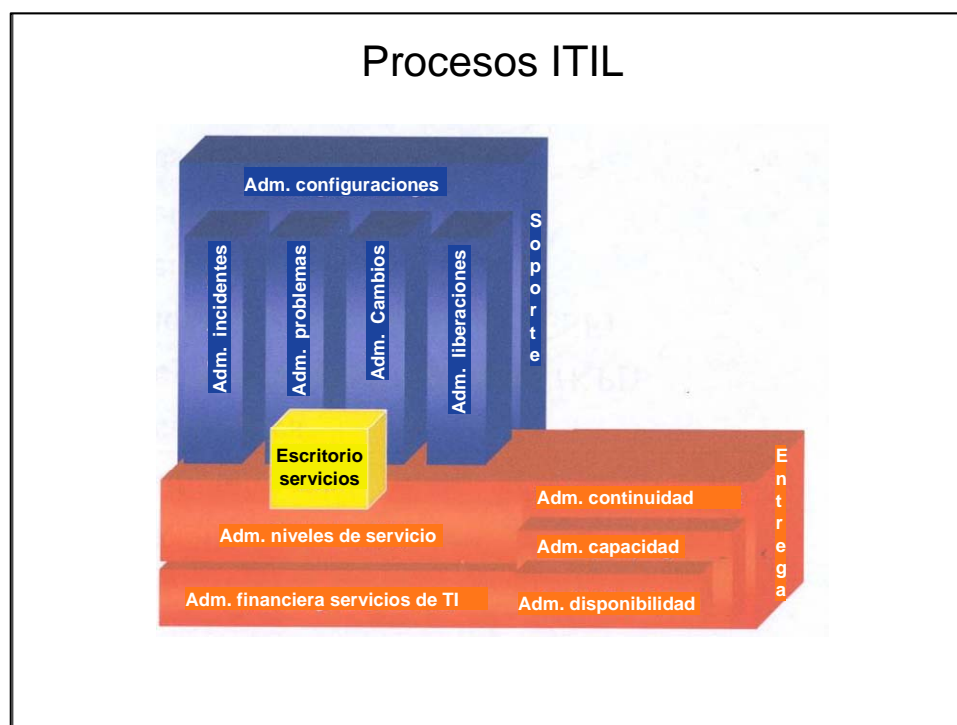 Procesos ITIL
Adm. configuraciones
Soporte
Adm. incidentes
Adm. problemas
Adm. Cambios
Adm. liberaciones
Escritorio
servicios
Entrega
Adm. continuidad
Adm. niveles de servicio
Adm. capacidad
Adm. financiera servicios de TI
Adm. disponibilidad